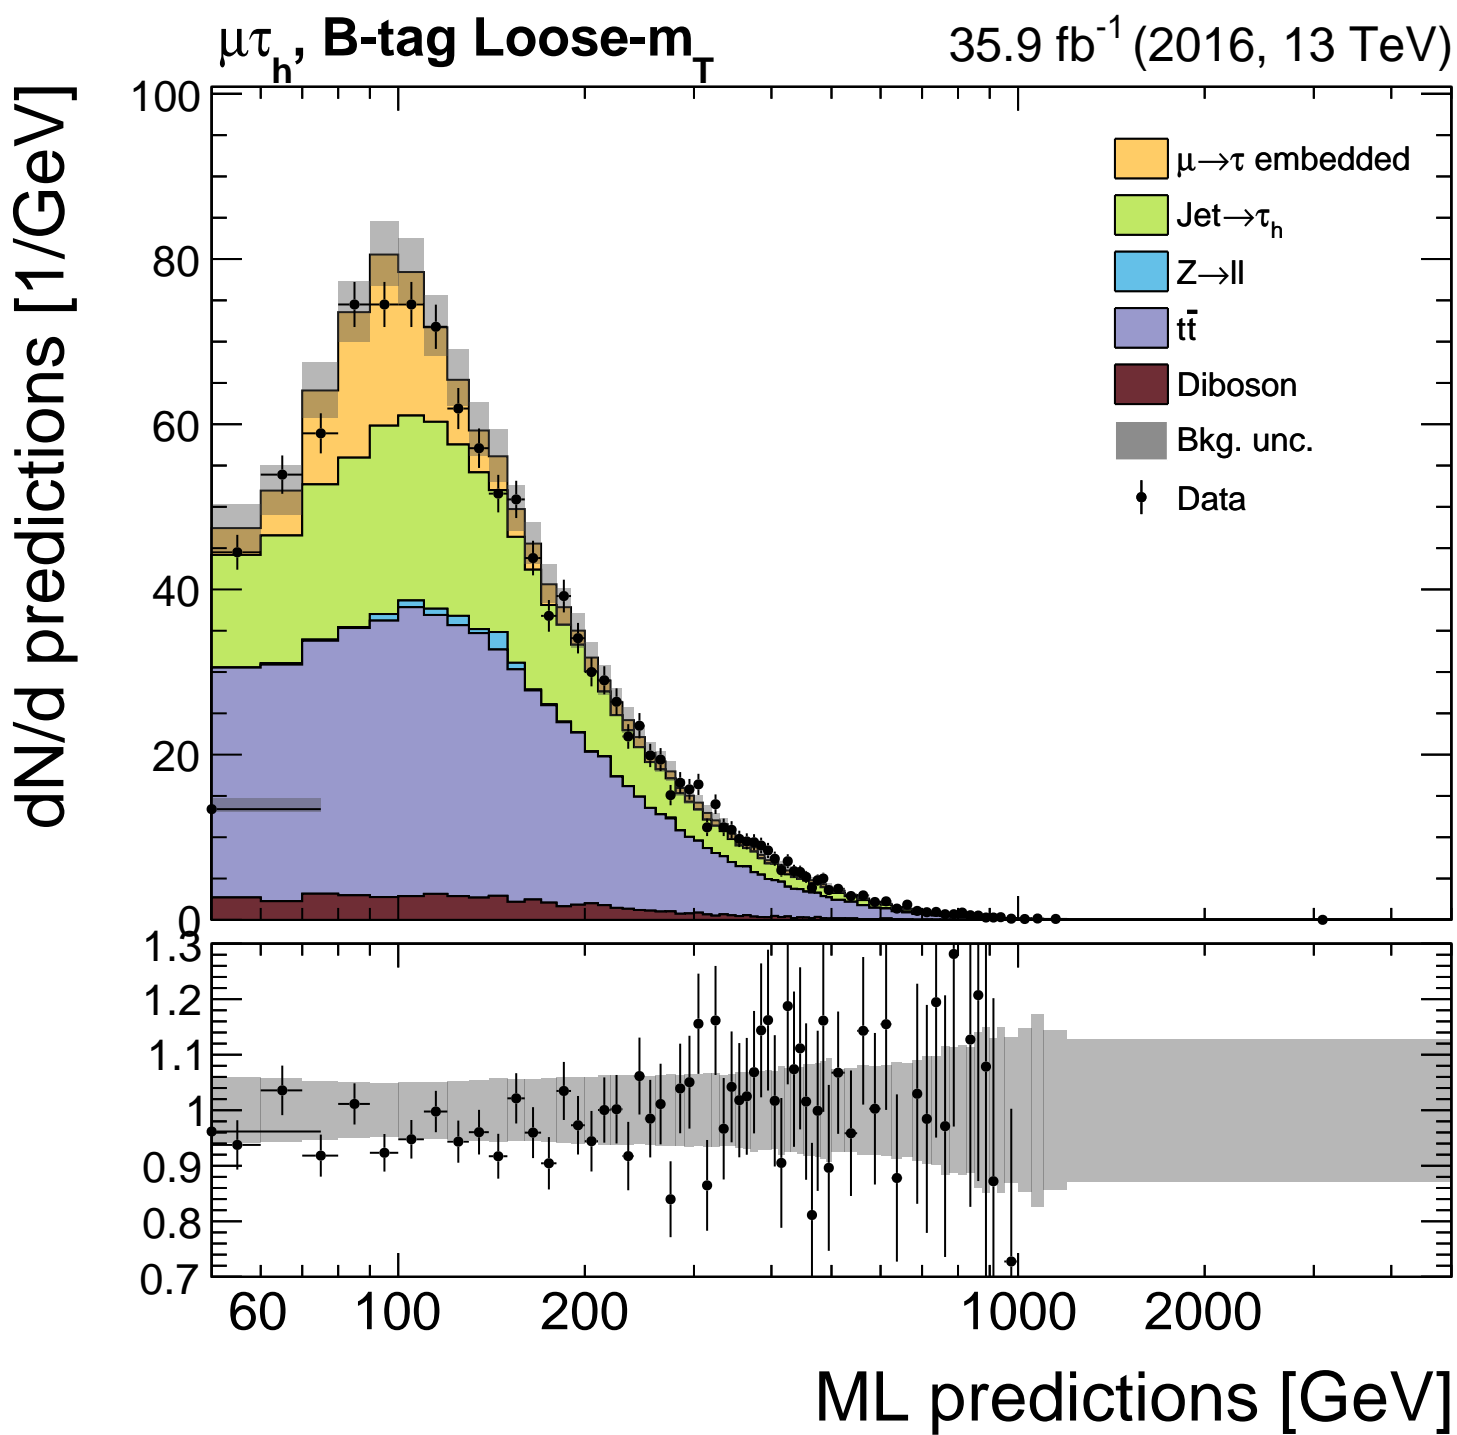 μτh, B-tag Loose-mT
35.9 fb-1 (2016, 13 TeV)
dN/d predictions [1/GeV]
100
80
60
40
20
0
μ→τ embedded
Jet→τh
Z→ll
tt̄
Diboson
Bkg. unc.
Data
1.3
1.2
1.1
1
0.9
0.8
0.7
60 100 200 1000 2000
ML predictions [GeV]